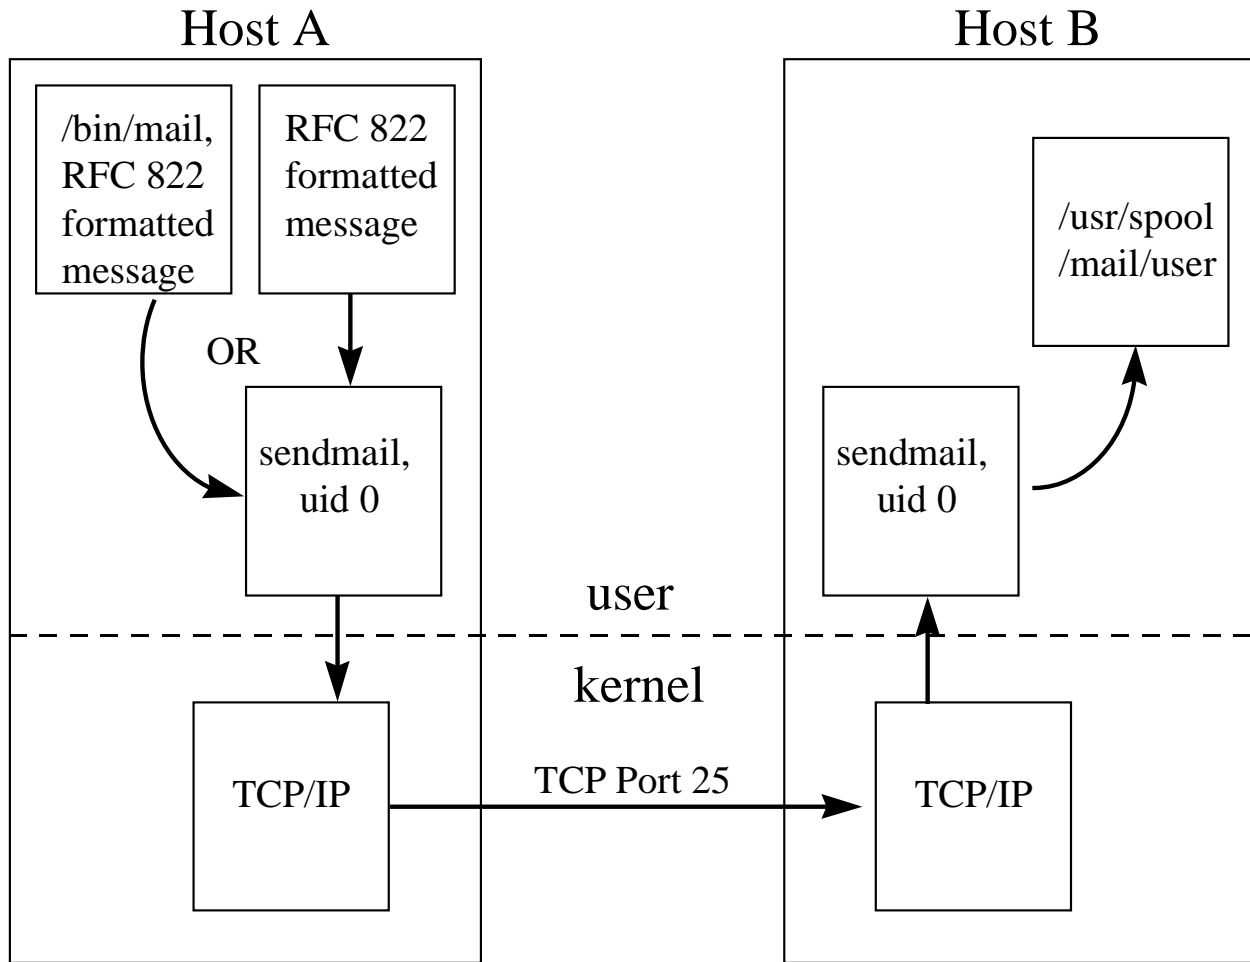 Host A
Host B
/bin/mail,
RFC 822
formatted
message
RFC 822
formatted
message
OR
sendmail,
uid 0
/usr/spool
/mail/user
sendmail,
uid 0
user
kernel
TCP/IP
TCP Port 25
TCP/IP